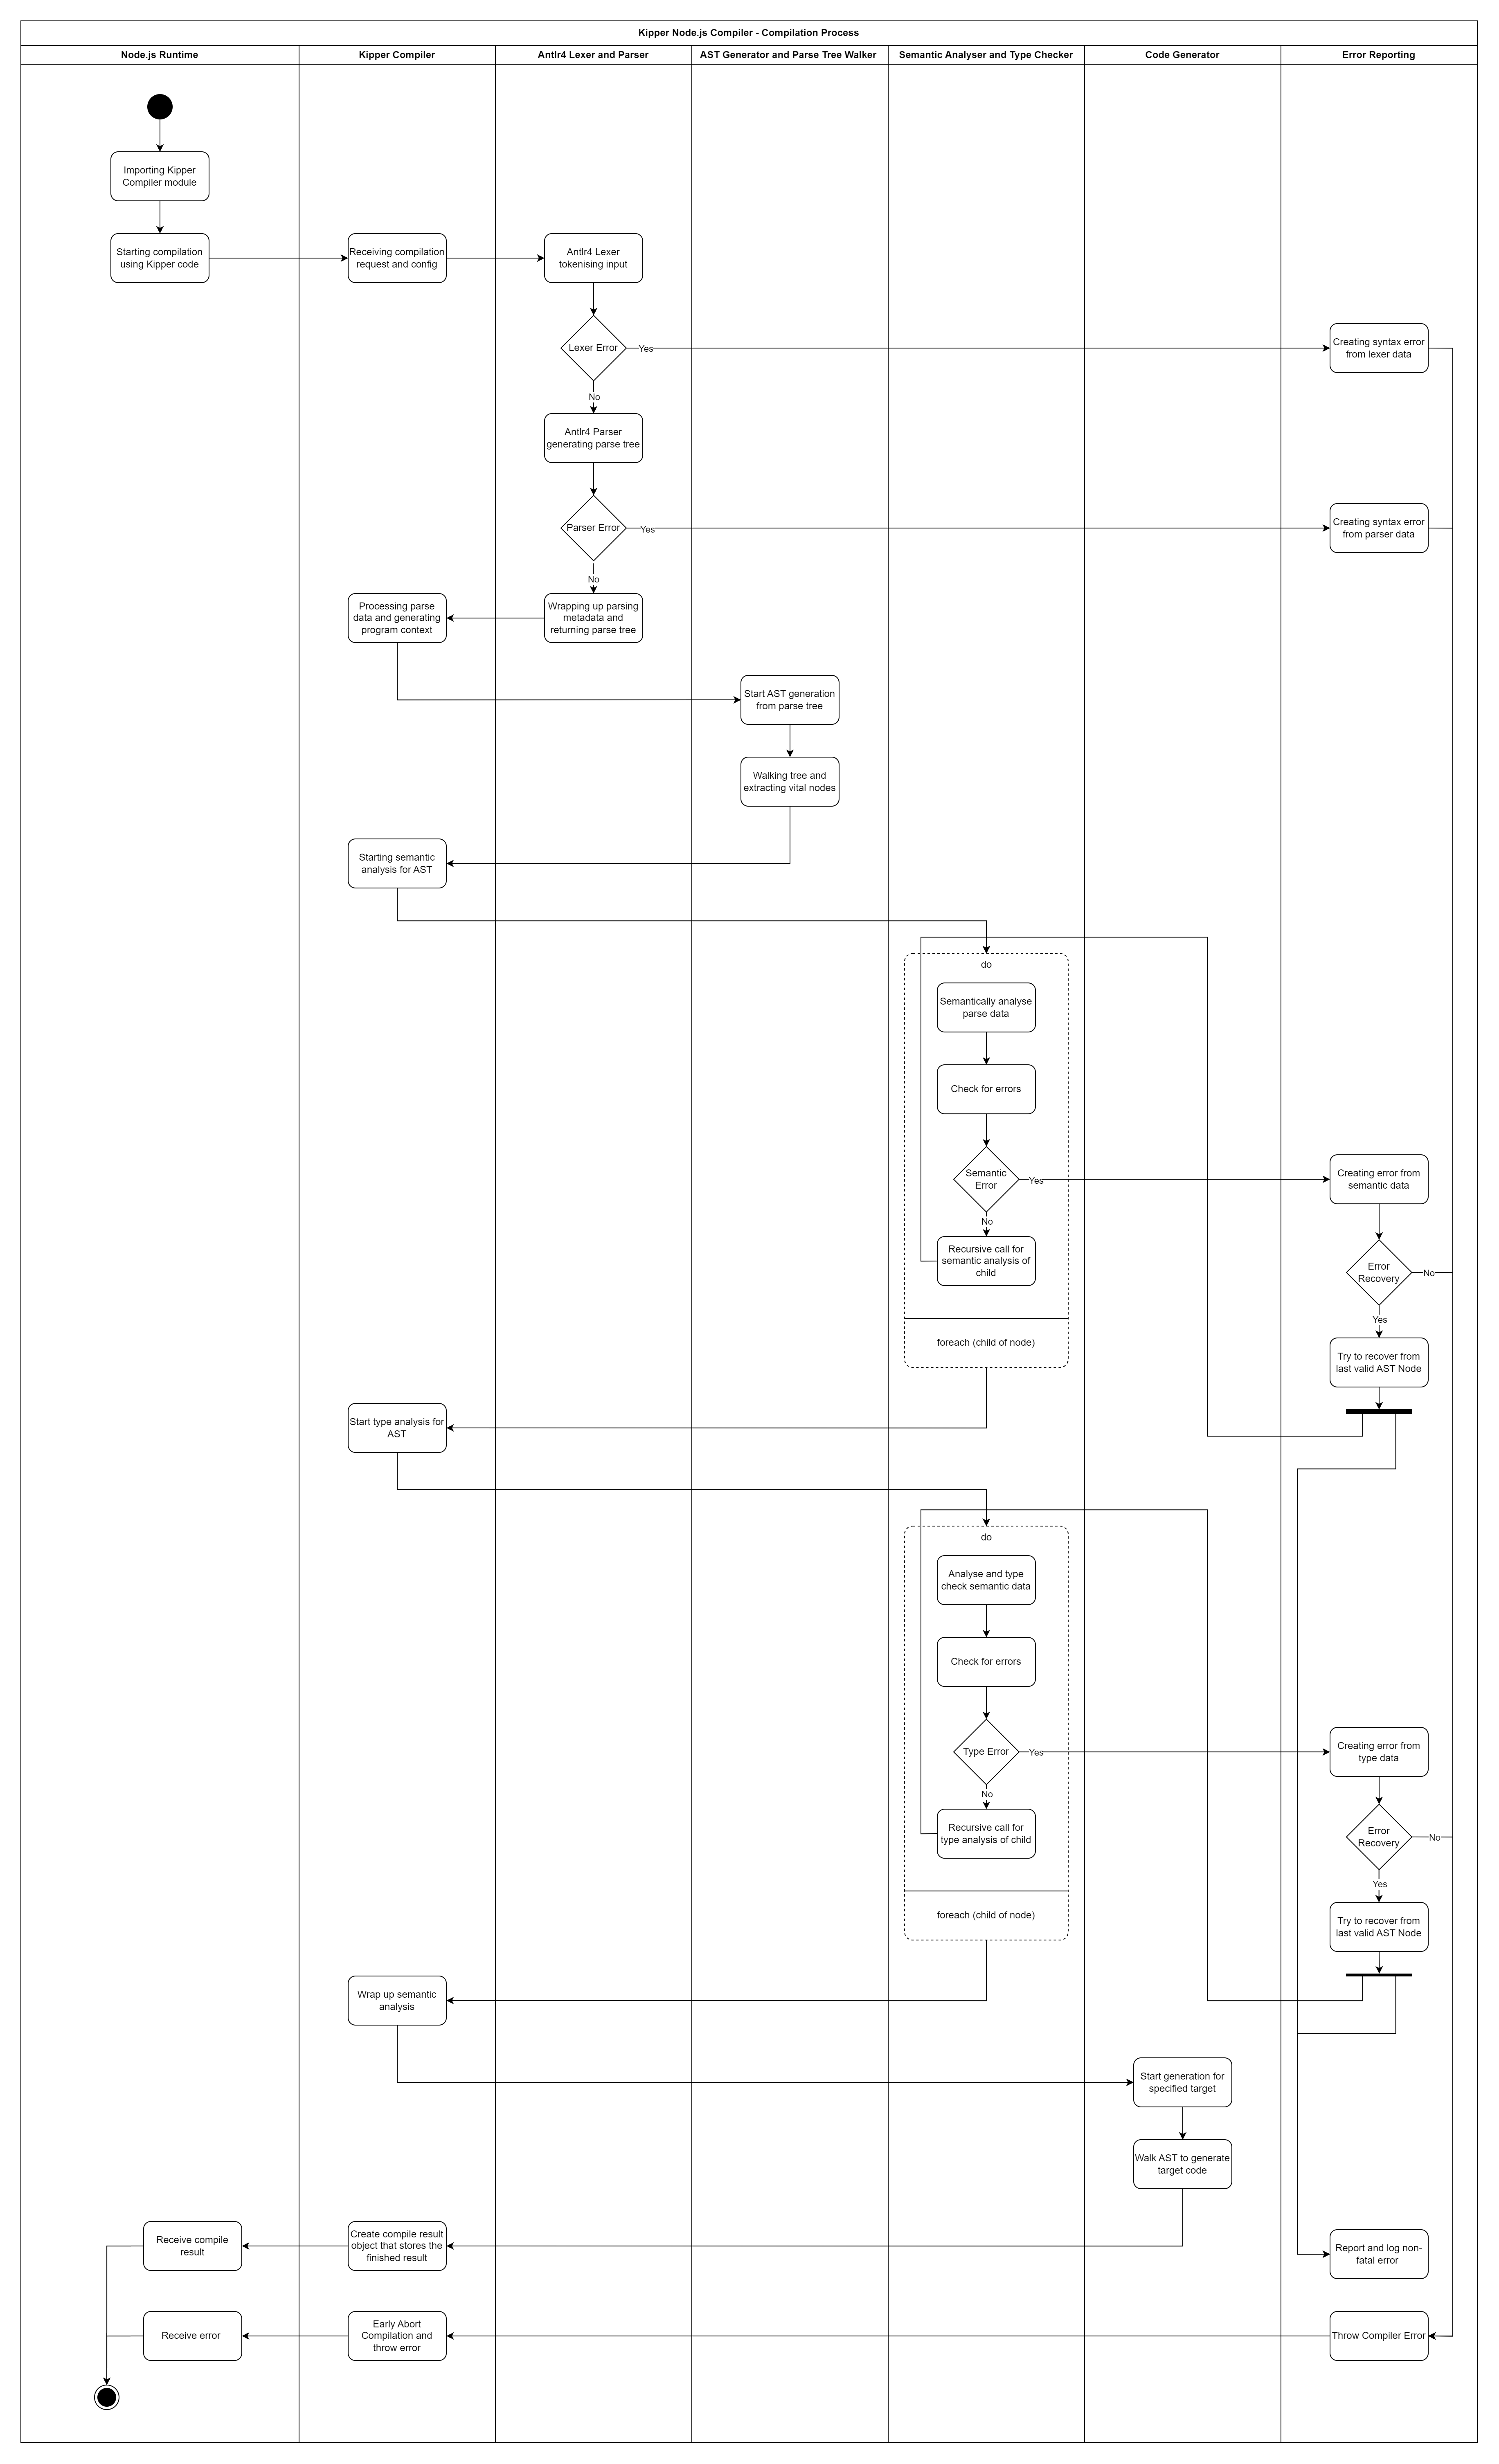 Kipper Node.js Compiler - Compilation Process
Node.js Runtime
Kipper Compiler
Antlr4 Lexer and Parser
AST Generator and Parse Tree Walker
Semantic Analyser and Type Checker
Code Generator
Error Reporting
Importing Kipper
Compiler module
Starting compilation
using Kipper code
Receiving compilation
request and config
Antlr4 Lexer
tokenising input
Lexer Error
Yes
Creating syntax error
from lexer data
No
Antlr4 Parser
generating parse tree
Parser Error
Yes
Creating syntax error
from parser data
No
Processing parse
data and generating
program context
Wrapping up parsing
metadata and
returning parse tree
Start AST generation
from parse tree
Walking tree and
extracting vital nodes
Starting semantic
analysis for AST
do
Semantically analyse
parse data
Check for errors
Semantic
Error
Yes
Creating error from
semantic data
No
Recursive call for
semantic analysis of
child
Error
Recovery
No
Yes
foreach (child of node)
Try to recover from
last valid AST Node
Start type analysis for
AST
do
Analyse and type
check semantic data
Check for errors
Type Error
Yes
Creating error from
type data
No
Recursive call for
type analysis of child
Error
Recovery
No
Yes
foreach (child of node)
Try to recover from
last valid AST Node
Wrap up semantic
analysis
Start generation for
specified target
Walk AST to generate
target code
Receive compile
result
Create compile result
object that stores the
finished result
Report and log non-
fatal error
Receive error
Early Abort
Compilation and
throw error
Throw Compiler Error